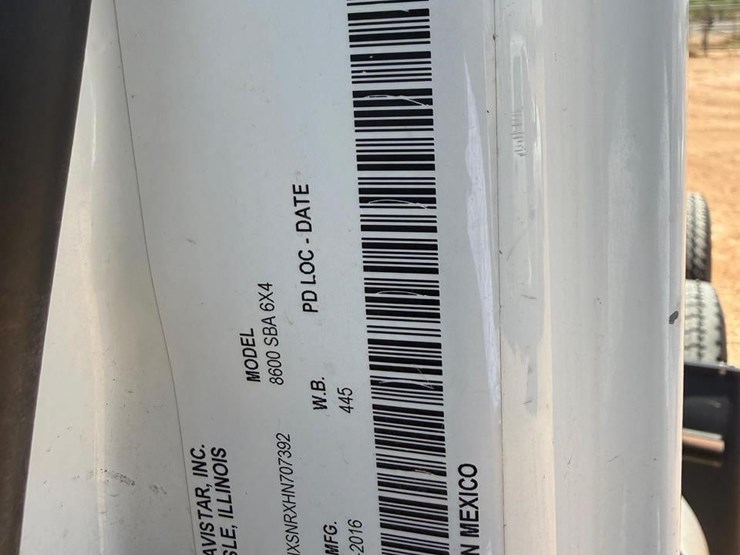 AVISTAR, INC.
SLE, ILLINOIS
MODEL
8600 SBA 6X4
XSNRXHN707392
W.B.
445
PD LOC - DATE
MFG.
-2016
N MEXICO